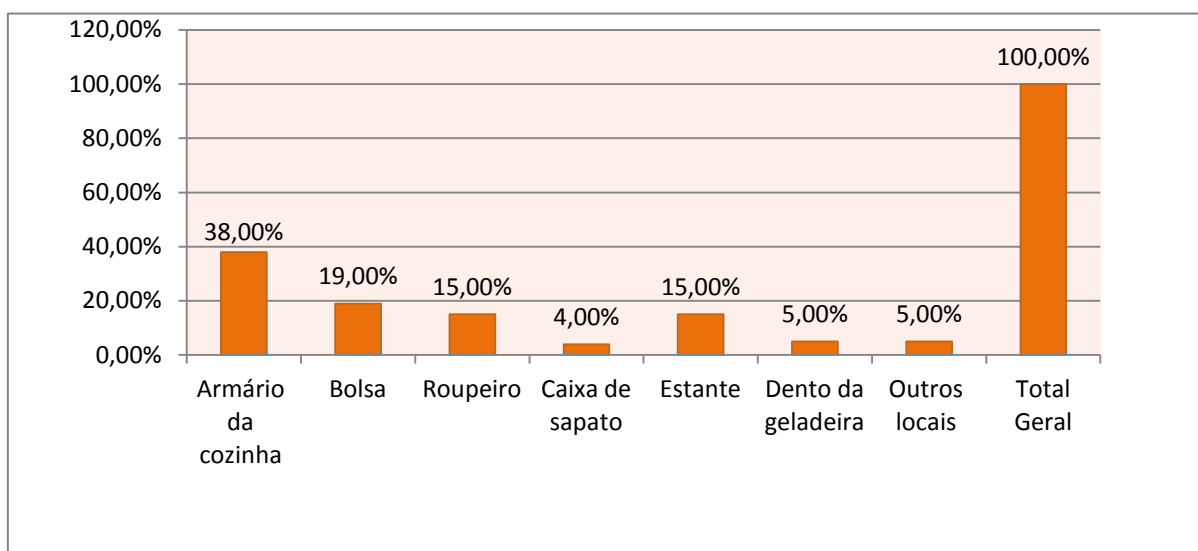 120,00%
100,00%
80,00%
60,00%
40,00%
20,00%
0,00%
38,00%
19,00%
15,00%
4,00%
15,00%
5,00%
5,00%
100,00%
Armário
da
cozinha
Bolsa
Roupeiro
Caixa de
sapato
Estante
Dento da
geladeira
Outros
locais
Total
Geral